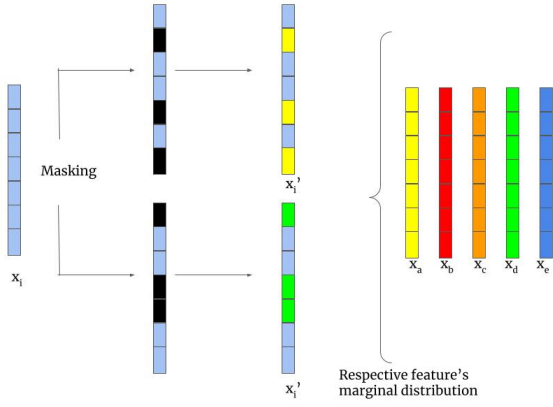 Masking
x_i
x_i’
x_i’
x_a x_b x_c x_d x_e
Respective feature’s
marginal distribution